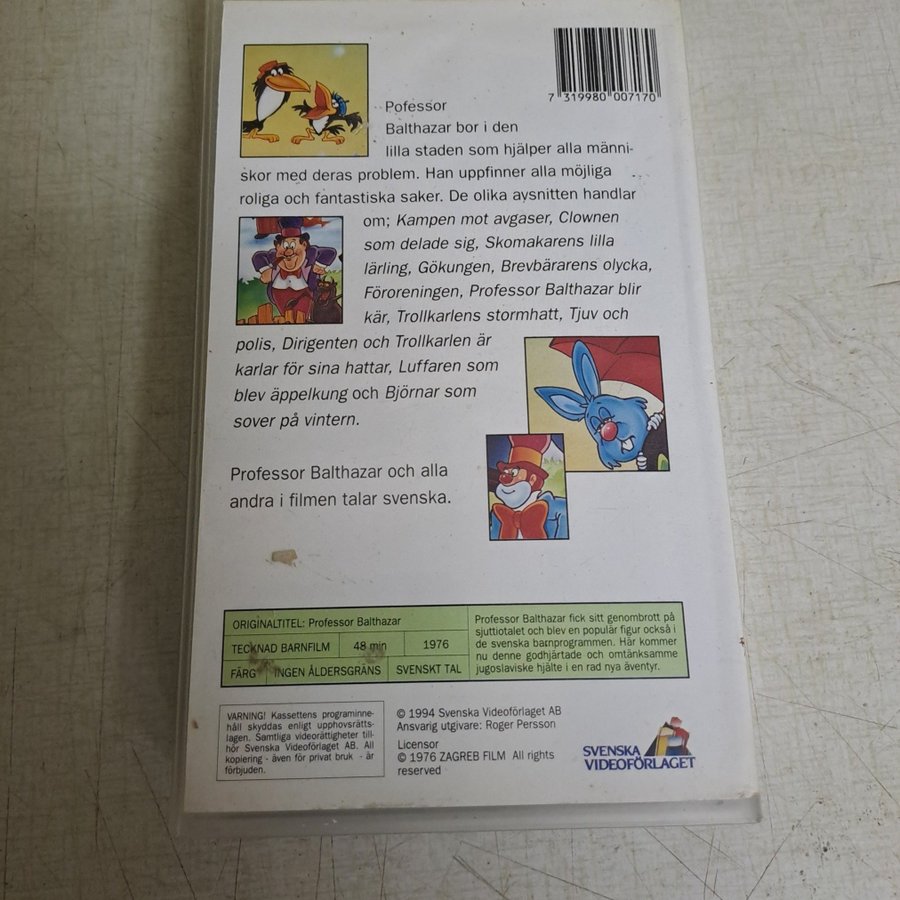 7 319980 007170
Pofessor
Balthazar bor i den
lilla staden som hjälper alla männi-
skor med deras problem. Han uppfinner alla möjliga
roliga och fantastiska saker. De olika avsnitten handlar
om; Kampen mot avgaser, Clownen
som delade sig, Skomakarens lilla
lärling, Gökungen, Brevbärarens olycka,
Föroreningen, Professor Balthazar blir
kär, Trollkarlens stormhatt, Tjuv och
polis, Dirigenten och Trollkarlen är
karlar för sina hattar, Luffaren som
blev äppelkung och Björnar som
sover på vintern.
Professor Balthazar och alla
andra i filmen talar svenska.
ORIGINALTITEL: Professor Balthazar
TECKNAD BARNFILM 48 min 1976
FÄRG INGEN ÅLDERSGRÄNS SVENSKT TAL
Professor Balthazar fick sitt genombrott på
sjuttiotalet och blev en populär figur också i
de svenska barnprogrammen. Här kommer
nu denne godhjärtade och omtänksamme
jugoslaviske hjälte i en rad nya äventyr.
VARNING! Kassettens programinne-
håll skyddas enligt upphovsrätts-
lagen. Samtliga videorättigheter till-
hör Svenska Videoförlaget AB. All
kopiering - även för privat bruk - är
förbjuden.
© 1994 Svenska Videoförlaget AB
Ansvarig utgivare: Roger Persson
Licensor
© 1976 ZAGREB FILM All rights
reserved
SVENSKA
VIDEOFÖRLAGET